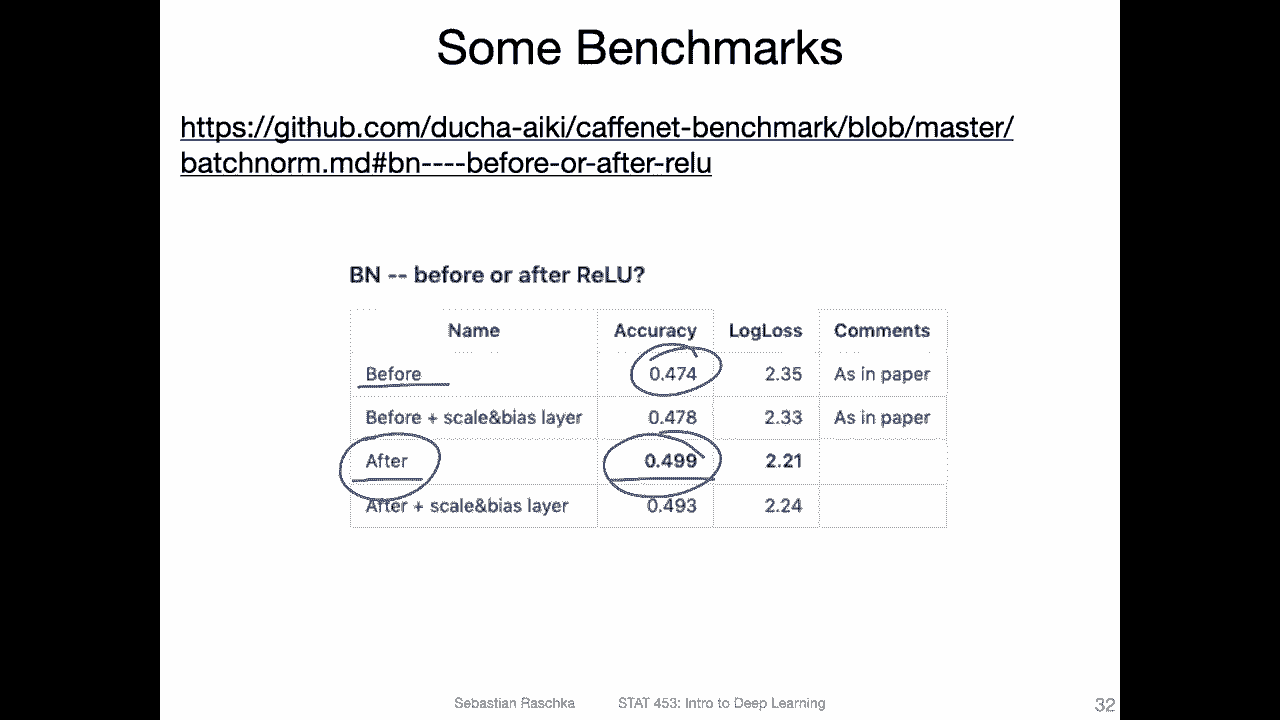 Some Benchmarks
https://github.com/ducha-aiki/caffenet-benchmark/blob/master/
batchnorm.md#bn----before-or-after-relu
BN -- before or after ReLU?
Name Accuracy LogLoss Comments
Before 0.474 2.35 As in paper
Before + scale&bias layer 0.478 2.33 As in paper
After 0.499 2.21
After + scale&bias layer 0.493 2.24
Sebastian Raschka STAT 453: Intro to Deep Learning 32